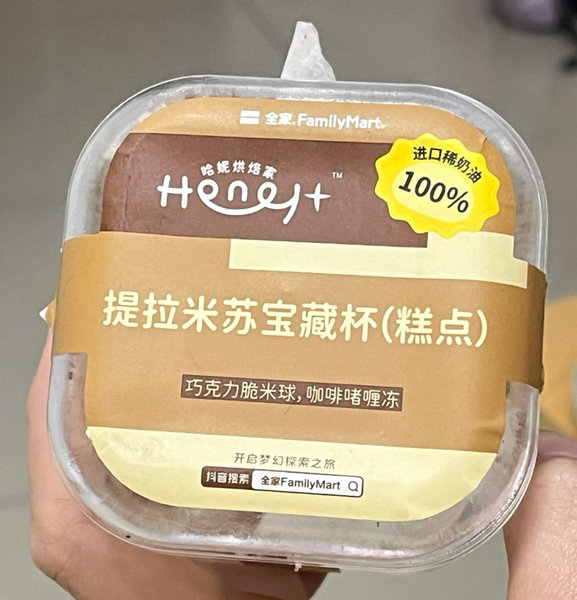 全家 FamilyMart
进口稀奶油
100%
哈妮烘焙家
Heney+™
提拉米苏宝藏杯(糕点)
巧克力脆米球,咖啡啫喱冻
开启梦幻探索之旅
抖音搜索 全家FamilyMart